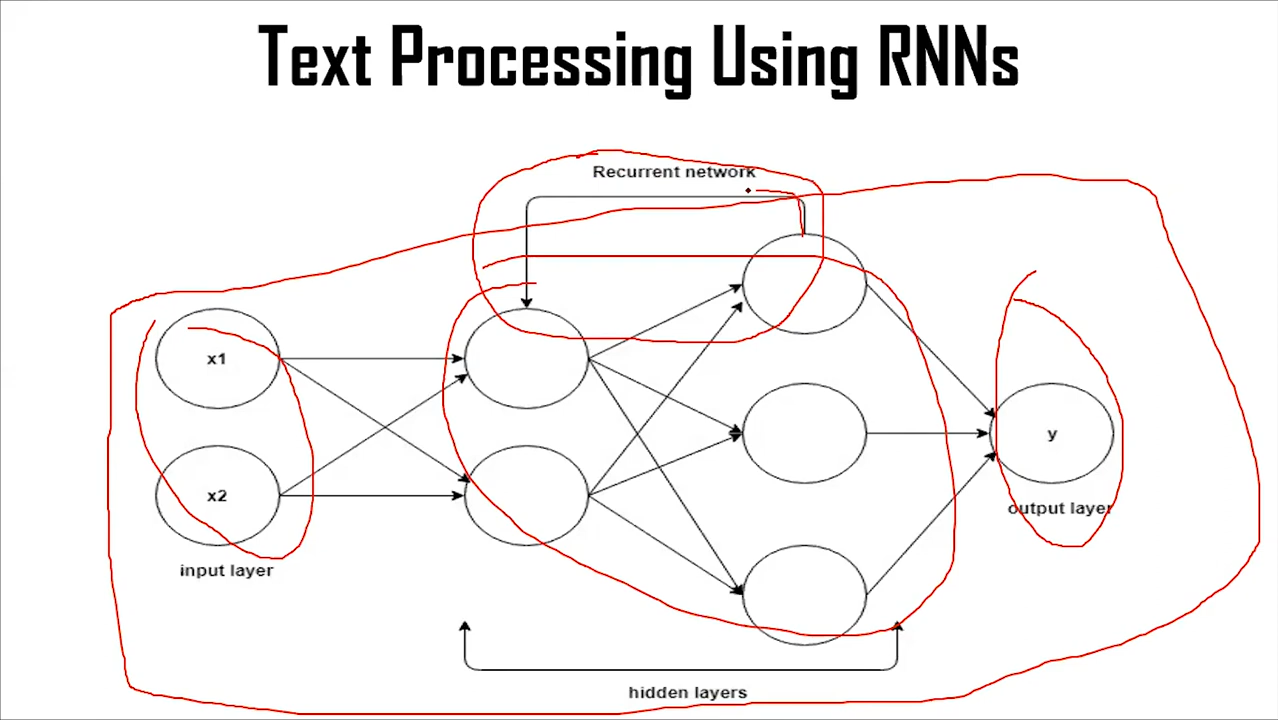 Text Processing Using RNNs
Recurrent network
x1
x2
y
output layer
input layer
hidden layers